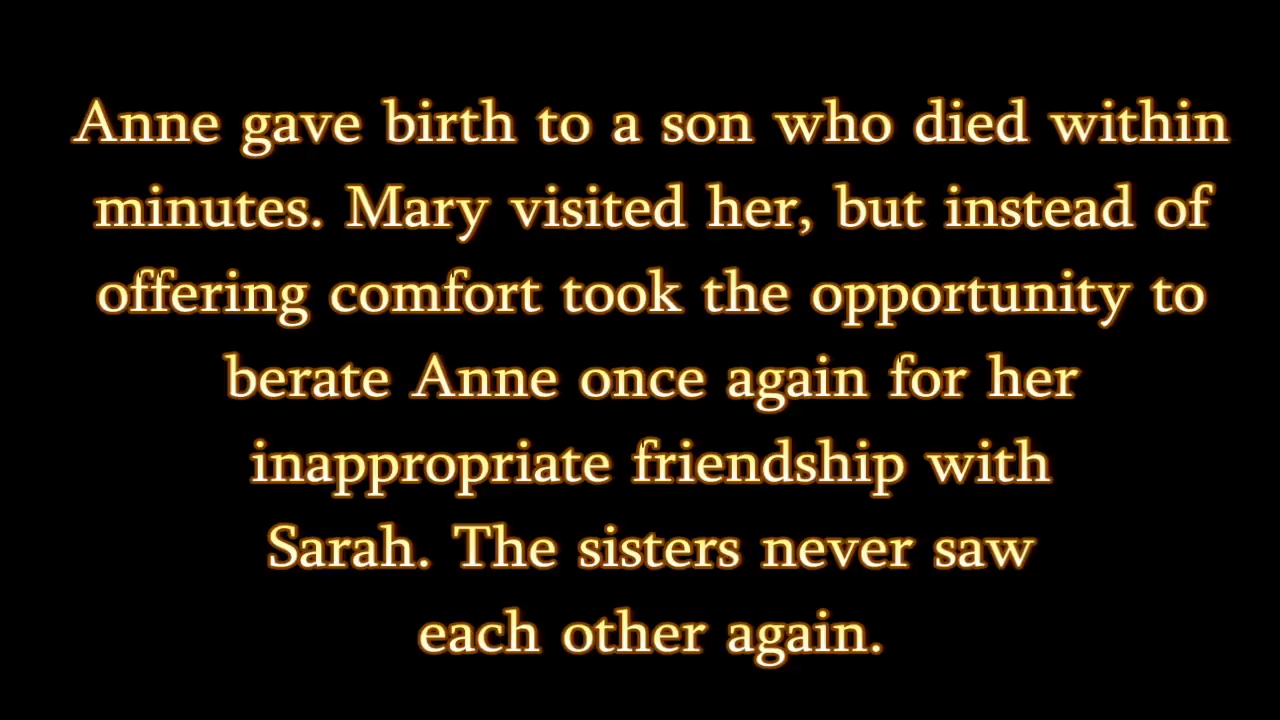 Anne gave birth to a son who died within
minutes. Mary visited her, but instead of
offering comfort took the opportunity to
berate Anne once again for her
inappropriate friendship with
Sarah. The sisters never saw
each other again.